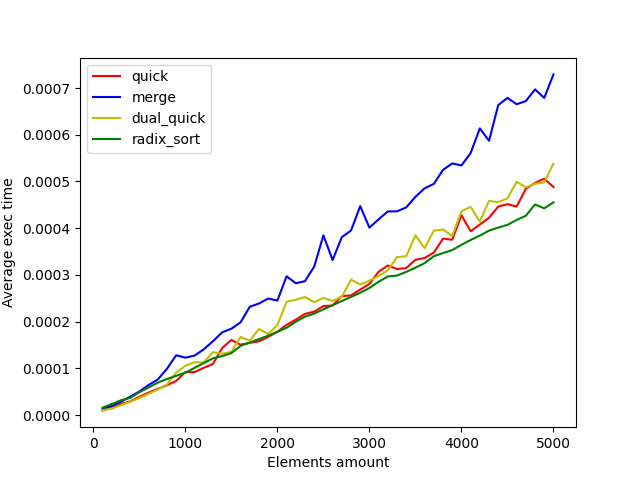 quick
merge
dual_quick
radix_sort
0.0007
0.0006
0.0005
0.0004
0.0003
0.0002
0.0001
0.0000
Average exec time
0 1000 2000 3000 4000 5000
Elements amount